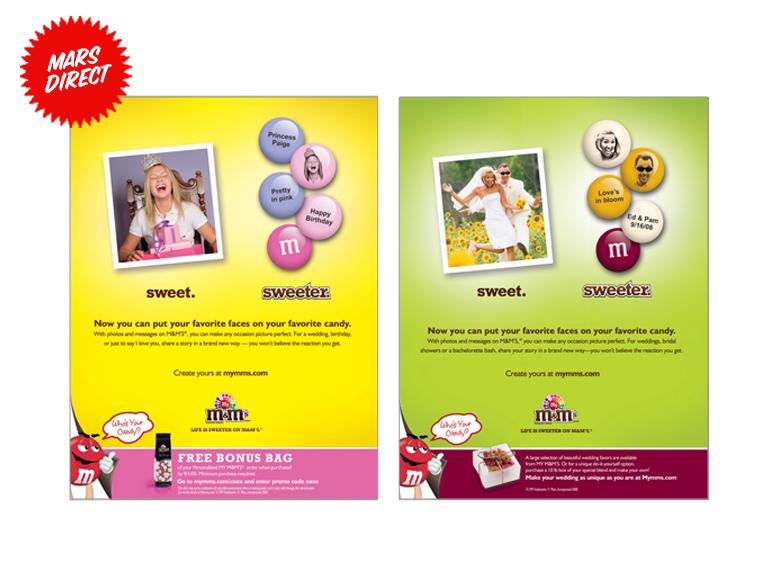 MARS
DIRECT
Princess
Paige
Pretty
in pink
Happy
Birthday
m
sweet.
sweeter.
Now you can put your favorite faces on your favorite candy.
With photos and messages on M&M'S®, you can make any occasion picture perfect. For a wedding, birthday,
or just to say I love you, share a story in a brand new way — you won't believe the reaction you get.
Create yours at mymms.com
my
m&m's
LIFE IS SWEETER ON M&M'S.®
Who's Your
Candy?
FREE BONUS BAG
of your Personalized MY M&M'S® order when purchased
by 9/1/08. Minimum purchase required.
Go to mymms.com/xxxx and enter promo code xxxx
Love's
in bloom
Ed & Pam
9/16/08
m
sweet.
sweeter.
Now you can put your favorite faces on your favorite candy.
With photos and messages on M&M'S,® you can make any occasion picture perfect. For weddings, bridal
showers or a bachelorette bash, share your story in a brand new way—you won't believe the reaction you get.
Create yours at mymms.com
my
m&m's
LIFE IS SWEETER ON M&M'S.®
Who's Your
Candy?
A large selection of beautiful wedding favors are available
from MY M&M'S. Or for a unique do-it-yourself option,
purchase a 10 lb box of your special blend and make your own!
Make your wedding as unique as you are at Mymms.com